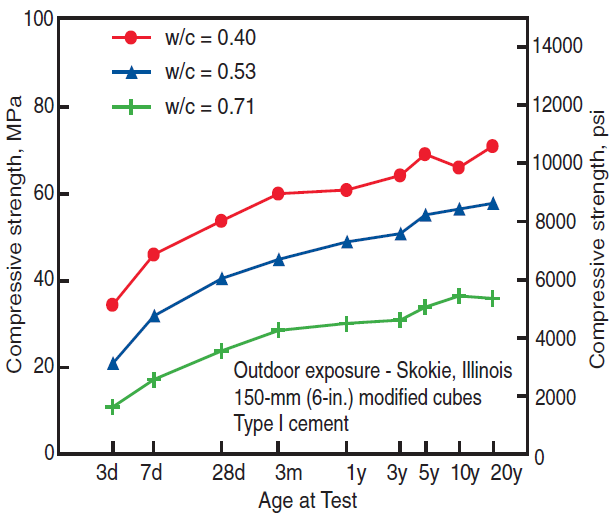 Compressive strength, MPa
100
80
60
40
20
0
w/c = 0.40
w/c = 0.53
w/c = 0.71
Outdoor exposure - Skokie, Illinois
150-mm (6-in.) modified cubes
Type I cement
14000
12000
10000
8000
6000
4000
2000
0
Compressive strength, psi
3d 7d 28d 3m 1y 3y 5y 10y 20y
Age at Test